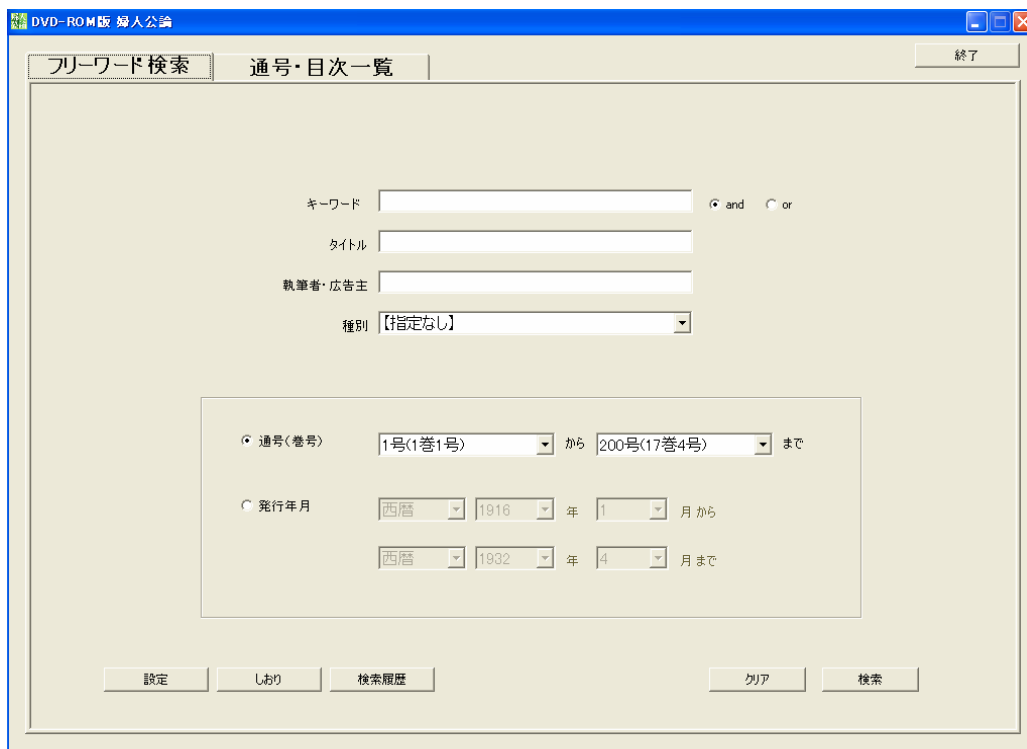 DVD-ROM版 婦人公論
終了
フリーワード検索 通号・目次一覧
キーワード and or
タイトル
執筆者・広告主
種別 【指定なし】
通号(巻号) 1号(1巻1号) から 200号(17巻4号) まで
発行年月 西暦 1916 年 1 月から
西暦 1932 年 4 月まで
設定 しおり 検索履歴 クリア 検索